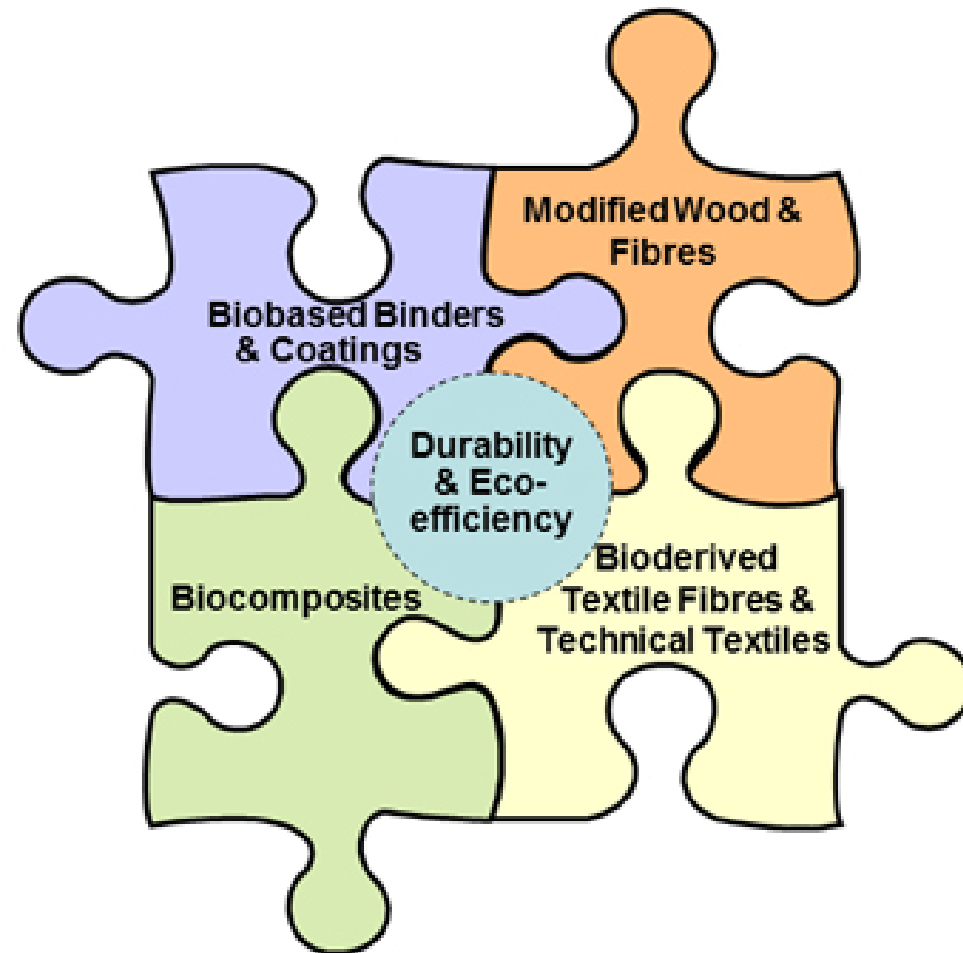 Modified Wood &
Fibres
Biobased Binders
& Coatings
Durability
& Eco-
efficiency
Biocomposites
Bioderived
Textile Fibres &
Technical Textiles